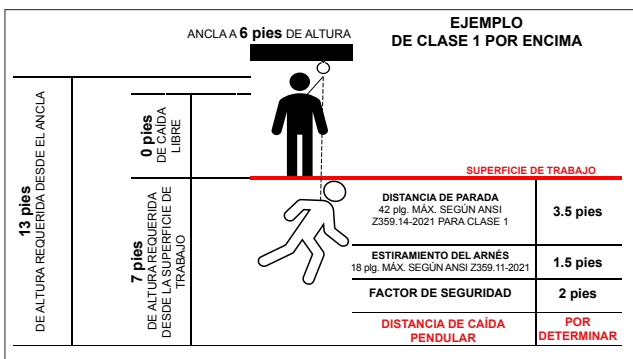 ANCLA A 6 pies DE ALTURA
EJEMPLO
DE CLASE 1 POR ENCIMA
13 pies
DE ALTURA REQUERIDA DESDE EL ANCLA
0 pies
DE CAÍDA
LIBRE
7 pies
DE ALTURA REQUERIDA
DESDE LA SUPERFICIE DE
TRABAJO
SUPERFICIE DE TRABAJO
DISTANCIA DE PARADA
42 plg. MÁX. SEGÚN ANSI
Z359.14-2021 PARA CLASE 1
3.5 pies
ESTIRAMIENTO DEL ARNÉS
18 plg. MÁX. SEGÚN ANSI Z359.11-2021
1.5 pies
FACTOR DE SEGURIDAD
2 pies
DISTANCIA DE CAÍDA
PENDULAR
POR
DETERMINAR